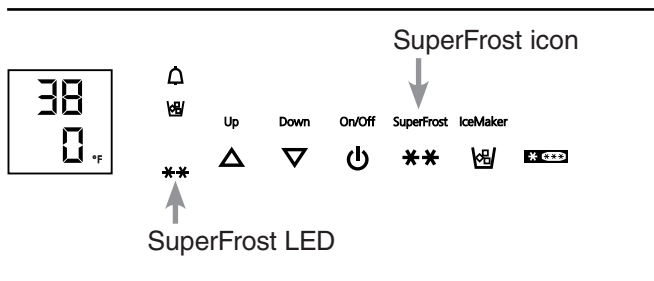 SuperFrost icon
38
0 °F
Up Down On/Off SuperFrost IceMaker
SuperFrost LED